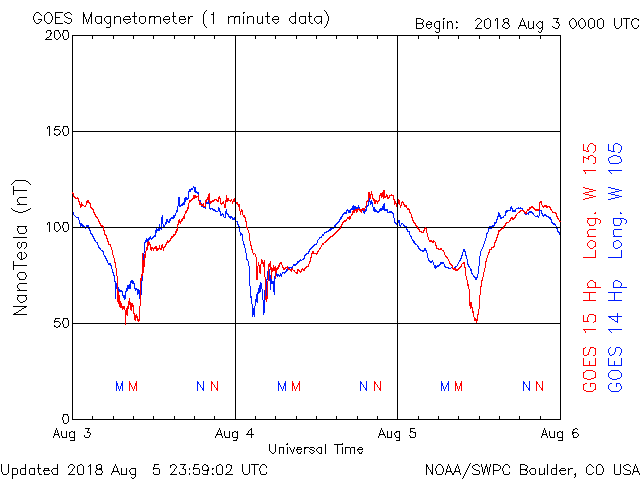 GOES Magnetometer (1 minute data)
Begin: 2018 Aug 3 0000 UTC
200
150
100
50
0
NanoTesla (nT)
M M N N M M N N M M N N
Aug 3 Aug 4 Aug 5 Aug 6
Universal Time
GOES 15 Hp Long. W 135
GOES 14 Hp Long. W 105
Updated 2018 Aug 5 23:59:02 UTC
NOAA/SWPC Boulder, CO USA